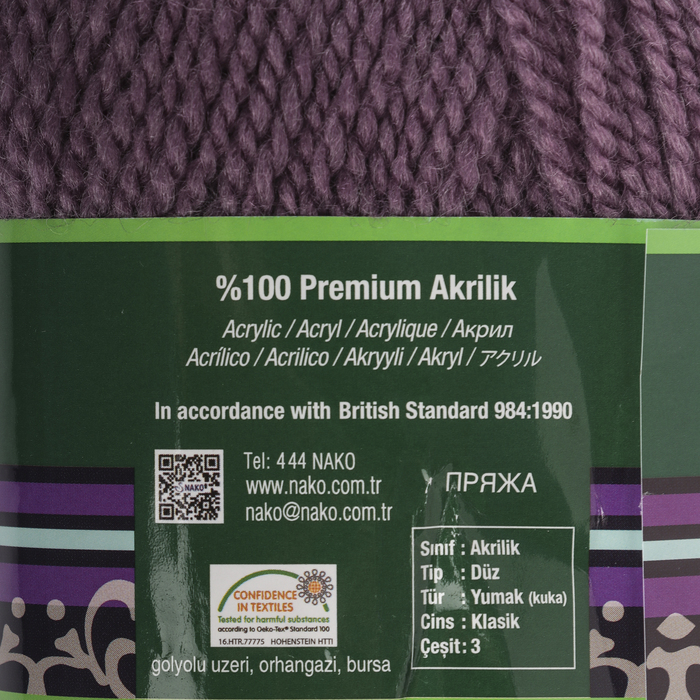 %100 Premium Akrilik
Acrylic / Acryl / Acrylique / Акрил
Acrílico / Acrilico / Akryyli / Akryl / アクリル
In accordance with British Standard 984:1990
NAKO
Tel: 4 44 NAKO
www.nako.com.tr
nako@nako.com.tr
ПРЯЖА
CONFIDENCE
IN TEXTILES
Tested for harmful substances
according to Oeko-Tex® Standard 100
16.HTR.77775 HOHENSTEIN HTTI
golyolu uzeri, orhangazi, bursa
Sınıf : Akrilik
Tip : Düz
Tür : Yumak (kuka)
Cins : Klasik
Çeşit : 3